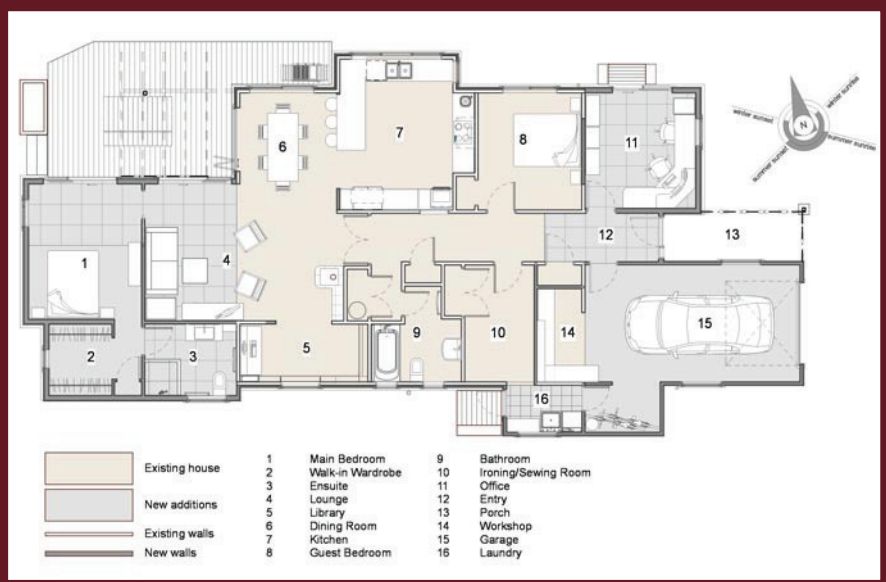 6
7
8
11
winter sunset
winter sunrise
N
summer sunset
summer sunrise
12
13
1
4
15
2
3
5
9
10
14
16
Existing house
New additions
Existing walls
New walls
1 Main Bedroom
2 Walk-in Wardrobe
3 Ensuite
4 Lounge
5 Library
6 Dining Room
7 Kitchen
8 Guest Bedroom
9 Bathroom
10 Ironing/Sewing Room
11 Office
12 Entry
13 Porch
14 Workshop
15 Garage
16 Laundry